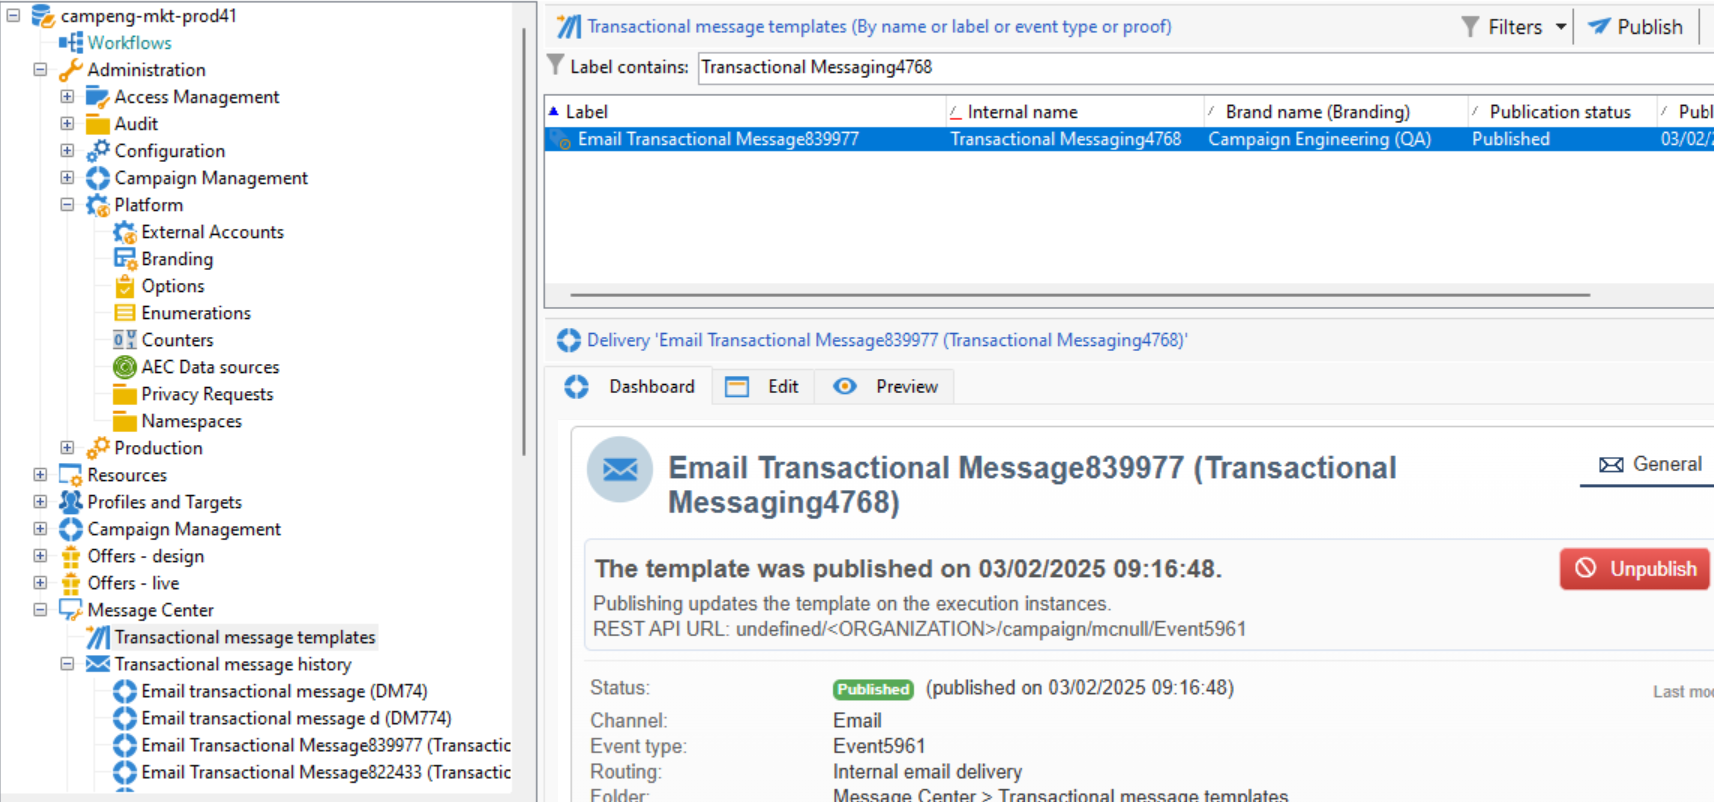 campeng-mkt-prod41
Workflows
Administration
Access Management
Audit
Configuration
Campaign Management
Platform
External Accounts
Branding
Options
Enumerations
Counters
AEC Data sources
Privacy Requests
Namespaces
Production
Resources
Profiles and Targets
Campaign Management
Offers - design
Offers - live
Message Center
Transactional message templates
Transactional message history
Email transactional message (DM74)
Email transactional message d (DM774)
Email Transactional Message839977 (Transactic
Email Transactional Message822433 (Transactic
Transactional message templates (By name or label or event type or proof)
Filters
Publish
Label contains: Transactional Messaging4768
Label Internal name Brand name (Branding) Publication status Publ
Email Transactional Message839977 Transactional Messaging4768 Campaign Engineering (QA) Published 03/02/
Delivery 'Email Transactional Message839977 (Transactional Messaging4768)'
Dashboard Edit Preview
Email Transactional Message839977 (Transactional
Messaging4768)
General
The template was published on 03/02/2025 09:16:48.
Unpublish
Publishing updates the template on the execution instances.
REST API URL: undefined/<ORGANIZATION>/campaign/mcnull/Event5961
Status: Published (published on 03/02/2025 09:16:48) Last mo
Channel: Email
Event type: Event5961
Routing: Internal email delivery
Folder: Message Center > Transactional message templates